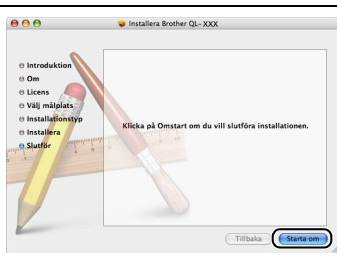 Installera Brother QL-XXX
Introduktion
Om
Licens
Välj målplats
Installationstyp
Installera
Slutför
Klicka på Omstart om du vill slutföra installationen.
Tillbaka
Starta om